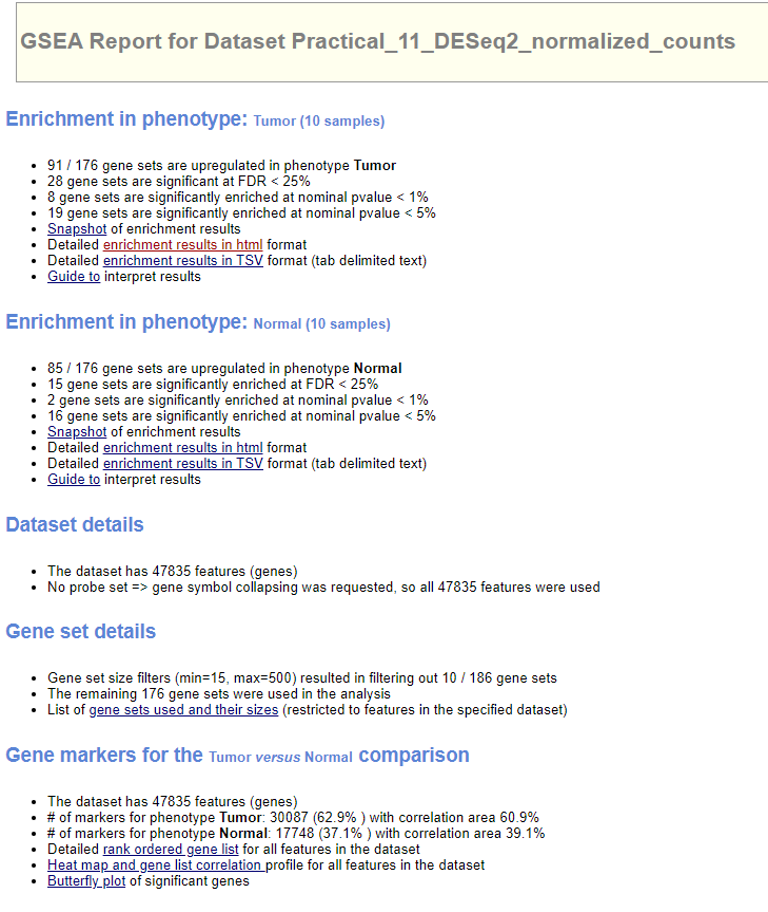 GSEA Report for Dataset Practical_11_DESeq2_normalized_counts
Enrichment in phenotype: Tumor (10 samples)
• 91 / 176 gene sets are upregulated in phenotype Tumor
• 28 gene sets are significant at FDR < 25%
• 8 gene sets are significantly enriched at nominal pvalue < 1%
• 19 gene sets are significantly enriched at nominal pvalue < 5%
• Snapshot of enrichment results
• Detailed enrichment results in html format
• Detailed enrichment results in TSV format (tab delimited text)
• Guide to interpret results
Enrichment in phenotype: Normal (10 samples)
• 85 / 176 gene sets are upregulated in phenotype Normal
• 15 gene sets are significantly enriched at FDR < 25%
• 2 gene sets are significantly enriched at nominal pvalue < 1%
• 16 gene sets are significantly enriched at nominal pvalue < 5%
• Snapshot of enrichment results
• Detailed enrichment results in html format
• Detailed enrichment results in TSV format (tab delimited text)
• Guide to interpret results
Dataset details
• The dataset has 47835 features (genes)
• No probe set => gene symbol collapsing was requested, so all 47835 features were used
Gene set details
• Gene set size filters (min=15, max=500) resulted in filtering out 10 / 186 gene sets
• The remaining 176 gene sets were used in the analysis
• List of gene sets used and their sizes (restricted to features in the specified dataset)
Gene markers for the Tumor versus Normal comparison
• The dataset has 47835 features (genes)
• # of markers for phenotype Tumor: 30087 (62.9% ) with correlation area 60.9%
• # of markers for phenotype Normal: 17748 (37.1% ) with correlation area 39.1%
• Detailed rank ordered gene list for all features in the dataset
• Heat map and gene list correlation profile for all features in the dataset
• Butterfly plot of significant genes